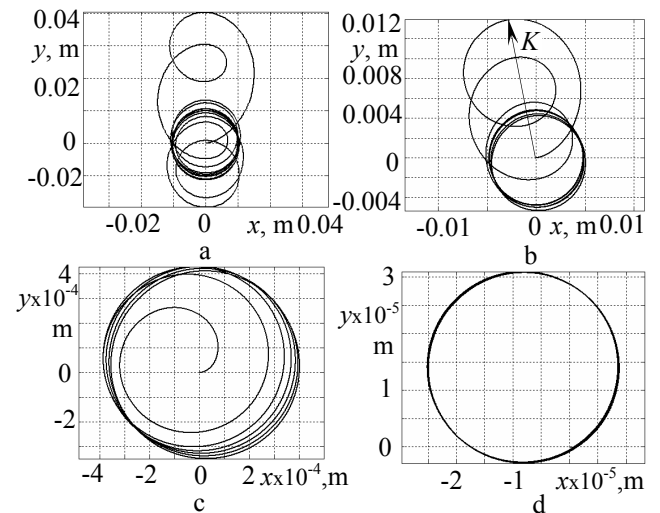 0.04
y, m
0.02
0
-0.02
-0.02 0 x, m 0.04
a
0.012
y, m
K
0.008
0.004
0
-0.004
-0.01 0 x, m 0.01
b
4
yx10⁻⁴
m
0
-2
-4 -2 0 2 xx10⁻⁴,m
c
3
yx10⁻⁵
m
1
0
-2 -1 xx10⁻⁵,m
d